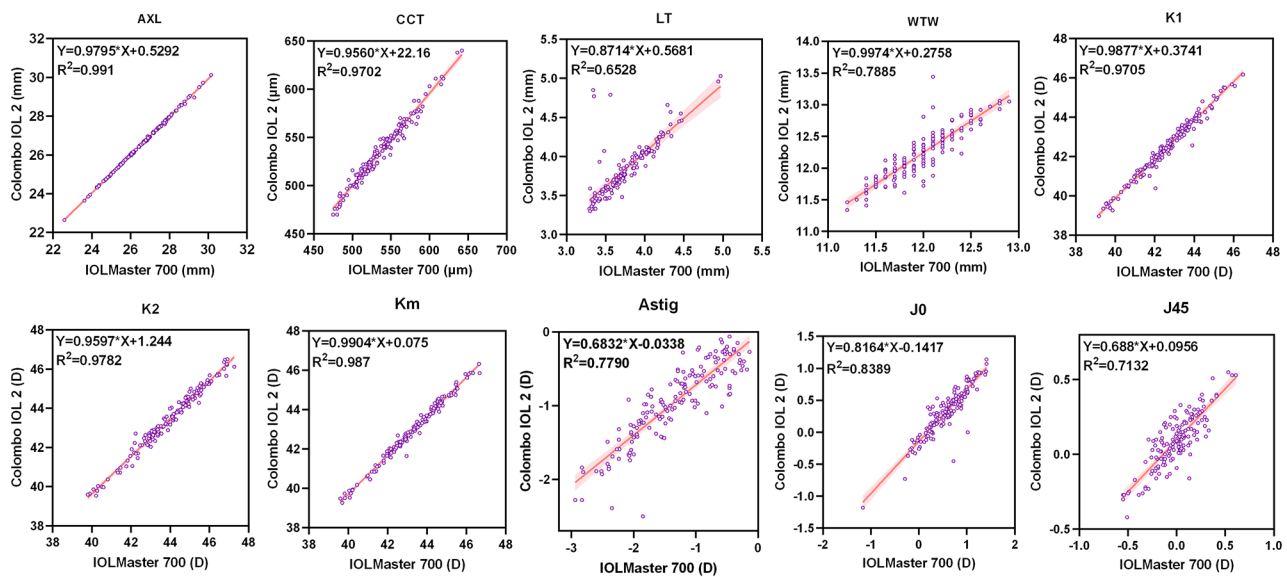 AXL
Y=0.9795*X+0.5292
R²=0.991
32
30
28
26
24
22
22
24
26
28
30
32
Colombo IOL 2 (mm)
IOLMaster 700 (mm)
CCT
Y=0.9560*X+22.16
R²=0.9702
650
600
550
500
450
450
500
550
600
650
700
Colombo IOL 2 (μm)
IOLMaster 700 (μm)
LT
Y=0.8714*X+0.5681
R²=0.6528
5.5
5.0
4.5
4.0
3.5
3.0
3.0
3.5
4.0
4.5
5.0
5.5
Colombo IOL 2 (mm)
IOLMaster 700 (mm)
WTW
Y=0.9974*X+0.2758
R²=0.7885
14.0
13.5
13.0
12.5
12.0
11.5
11.0
11.0
11.5
12.0
12.5
13.0
Colombo IOL 2 (mm)
IOLMaster 700 (mm)
K1
Y=0.9877*X+0.3741
R²=0.9705
48
46
44
42
40
38
38
40
42
44
46
48
Colombo IOL 2 (D)
IOLMaster 700 (D)
K2
Y=0.9597*X+1.244
R²=0.9782
48
46
44
42
40
38
40
42
44
46
48
Colombo IOL 2 (D)
IOLMaster 700 (D)
Km
Y=0.9904*X+0.075
R²=0.987
48
46
44
42
40
38
38
40
42
44
46
48
Colombo IOL 2 (D)
IOLMaster 700 (D)
Astig
Y=0.6832*X-0.0338
R²=0.7790
0
-1
-2
-3
-2
-1
0
Colombo IOL 2 (D)
IOLMaster 700 (D)
J0
Y=0.8164*X-0.1417
R²=0.8389
1.5
1.0
0.5
0.0
-0.5
-1.0
-1.5
-2
-1
0
1
2
Colombo IOL 2 (D)
IOLMaster 700 (D)
J45
Y=0.688*X+0.0956
R²=0.7132
0.5
0.0
-0.5
-1.0
-0.5
0.0
0.5
1.0
Colombo IOL 2 (D)
IOLMaster 700 (D)